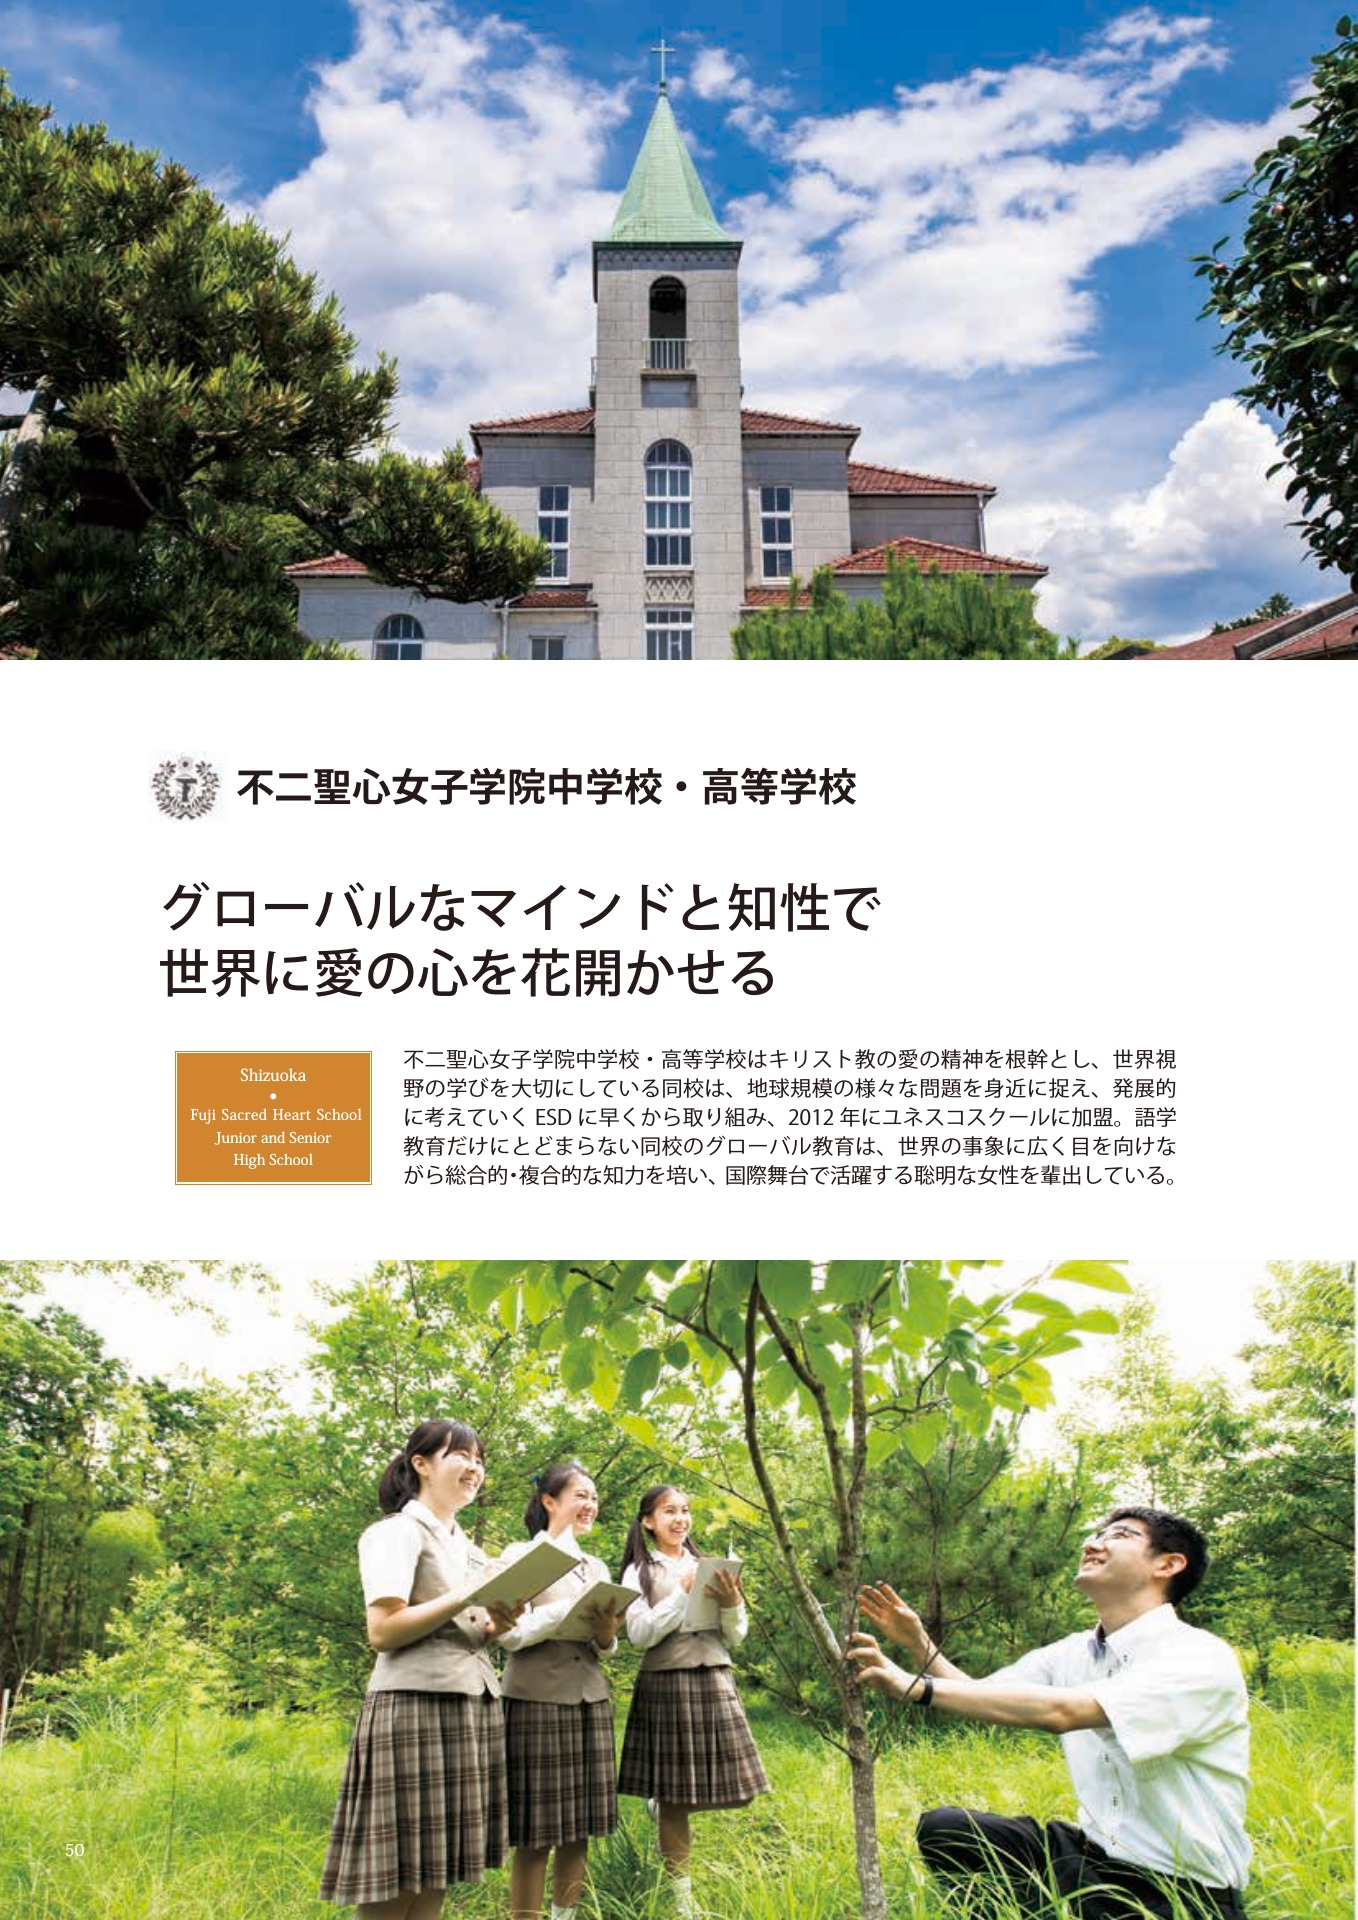 不二聖心女子学院中学校・高等学校
グローバルなマインドと知性で
世界に愛の心を花開かせる
Shizuoka
•
Fuji Sacred Heart School
Junior and Senior
High School
不二聖心女子学院中学校・高等学校はキリスト教の愛の精神を根幹とし、世界視
野の学びを大切にしている同校は、地球規模の様々な問題を身近に捉え、発展的
に考えていく ESD に早くから取り組み、2012 年にユネスコスクールに加盟。語学
教育だけにとどまらない同校のグローバル教育は、世界の事象に広く目を向けな
がら総合的・複合的な知力を培い、国際舞台で活躍する聡明な女性を輩出している。
50